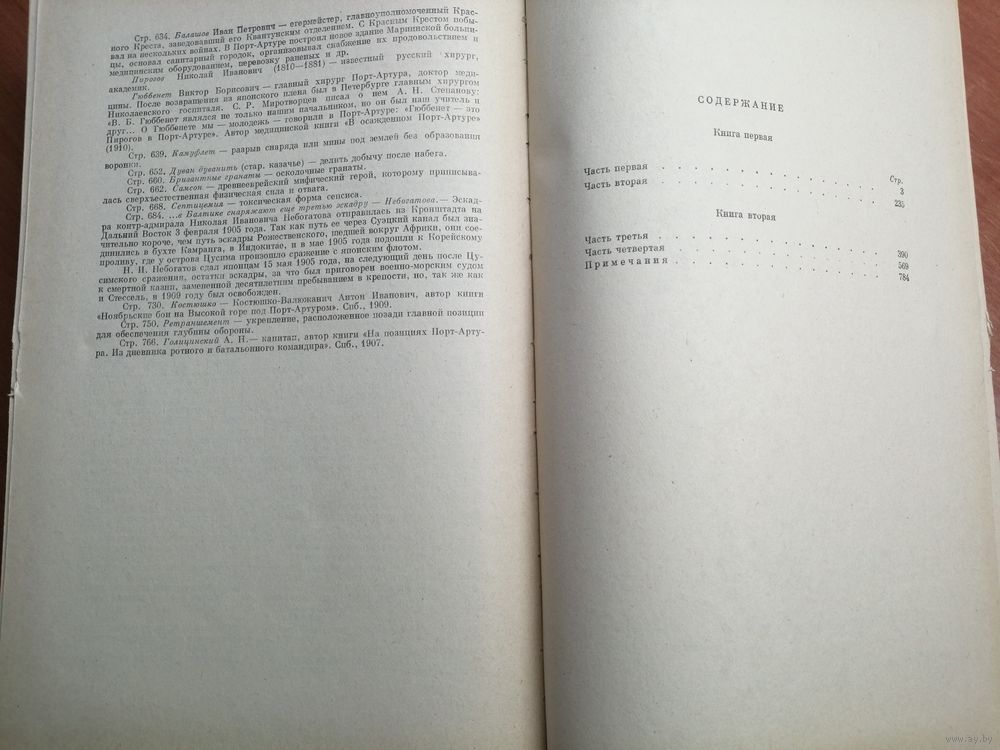 Стр. 634. Балашов Иван Петрович — егермейстер, главноуполномоченный Крас-
ного Креста, заведовавший его Квантунским отделением. С Красным Крестом побы-
вал на нескольких войнах. В Порт-Артуре построил новое здание Мариинской больни-
цы, основал санитарный городок, организовывал снабжение их продовольствием и
медицинским оборудованием, перевозку раненых и др.
Пирогов Николай Иванович (1810—1881) — известный русский хирург,
академик.
Гюббенет Виктор Борисович — главный хирург Порт-Артура, доктор меди-
цины. После возвращения из японского плена был в Петербурге главным хирургом
Николаевского госпиталя. С. Р. Миротворцев писал о нем А. Н. Степанову:
«В. Б. Гюббенет являлся не только нашим начальником, но он был наш учитель и
друг... О Гюббенете мы — молодежь — говорили в Порт-Артуре: «Гюббенет — это
Пирогов в Порт-Артуре». Автор медицинской книги «В осажденном Порт-Артуре»
(1910).
Стр. 639. Камуфлет — разрыв снаряда или мины под землей без образования
воронки.
Стр. 652. Дуван дуванить (стар. казачье) — делить добычу после набега.
Стр. 660. Бризантные гранаты — осколочные гранаты.
Стр. 662. Самсон — древнееврейский мифический герой, которому приписыва-
лась сверхъестественная физическая сила и отвага.
Стр. 668. Септицемия — токсическая форма сепсиса.
Стр. 684. ...в Балтике снаряжают еще третью эскадру — Небогатова. — Эскад-
ра контр-адмирала Николая Ивановича Небогатова отправилась из Кронштадта на
Дальний Восток 3 февраля 1905 года. Так как путь ее через Суэцкий канал был зна-
чительно короче, чем путь эскадры Рожественского, шедшей вокруг Африки, они сое-
динились в бухте Камранга, в Индокитае, и в мае 1905 года подошли к Корейскому
проливу, где у острова Цусима произошло сражение с японским флотом.
Н. И. Небогатов сдал японцам 15 мая 1905 года, на следующий день после Цу-
симского сражения, остатки эскадры, за что был приговорен военно-морским судом
к смертной казни, замененной десятилетним пребыванием в крепости, но, так же как
и Стессель, в 1909 году был освобожден.
Стр. 730. Костюшко — Костюшко-Валюжанич Антон Иванович, автор книги
«Ноябрьские бои на Высокой горе под Порт-Артуром». Спб., 1909.
Стр. 750. Ретраншемент — укрепление, расположенное позади главной позиции
для обеспечения глубины обороны.
Стр. 766. Голицинский А. Н. — капитан, автор книги «На позициях Порт-Арту-
ра. Из дневника ротного и батальонного командира». Спб., 1907.
СОДЕРЖАНИЕ
Книга первая
Стр.
Часть первая . . . . . . . . . . 3
Часть вторая . . . . . . . . . . 235
Книга вторая
Часть третья . . . . . . . . . . 390
Часть четвертая . . . . . . . . . 569
Примечания . . . . . . . . . . 784
www.ay.by